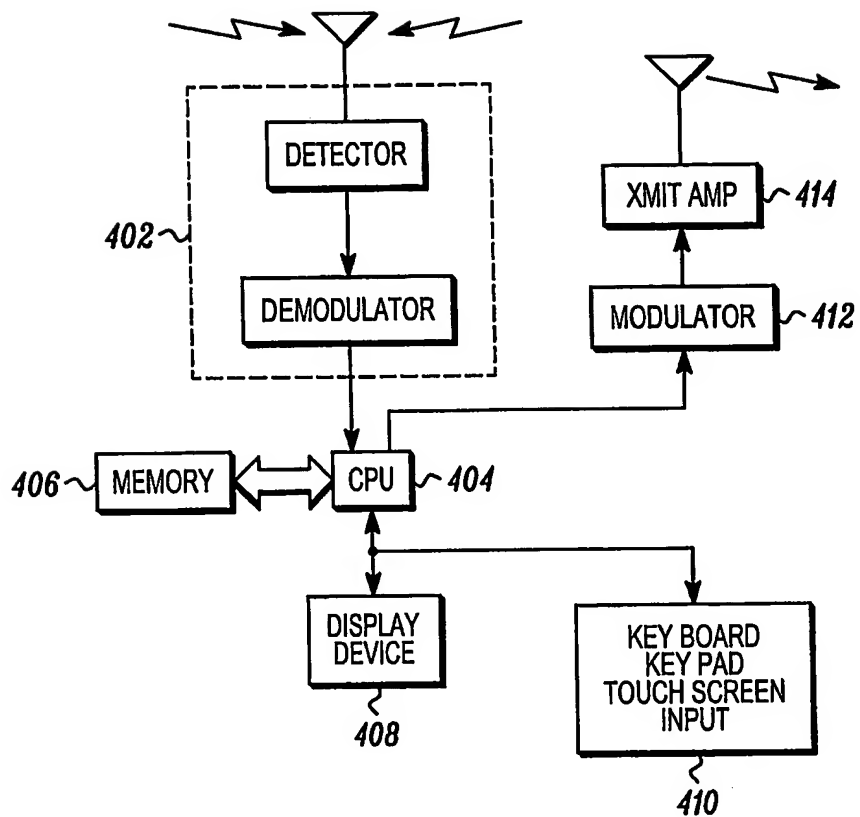 DETECTOR
XMIT AMP
414
402
DEMODULATOR
MODULATOR
412
406
MEMORY
CPU
404
DISPLAY
DEVICE
408
KEY BOARD
KEY PAD
TOUCH SCREEN
INPUT
410